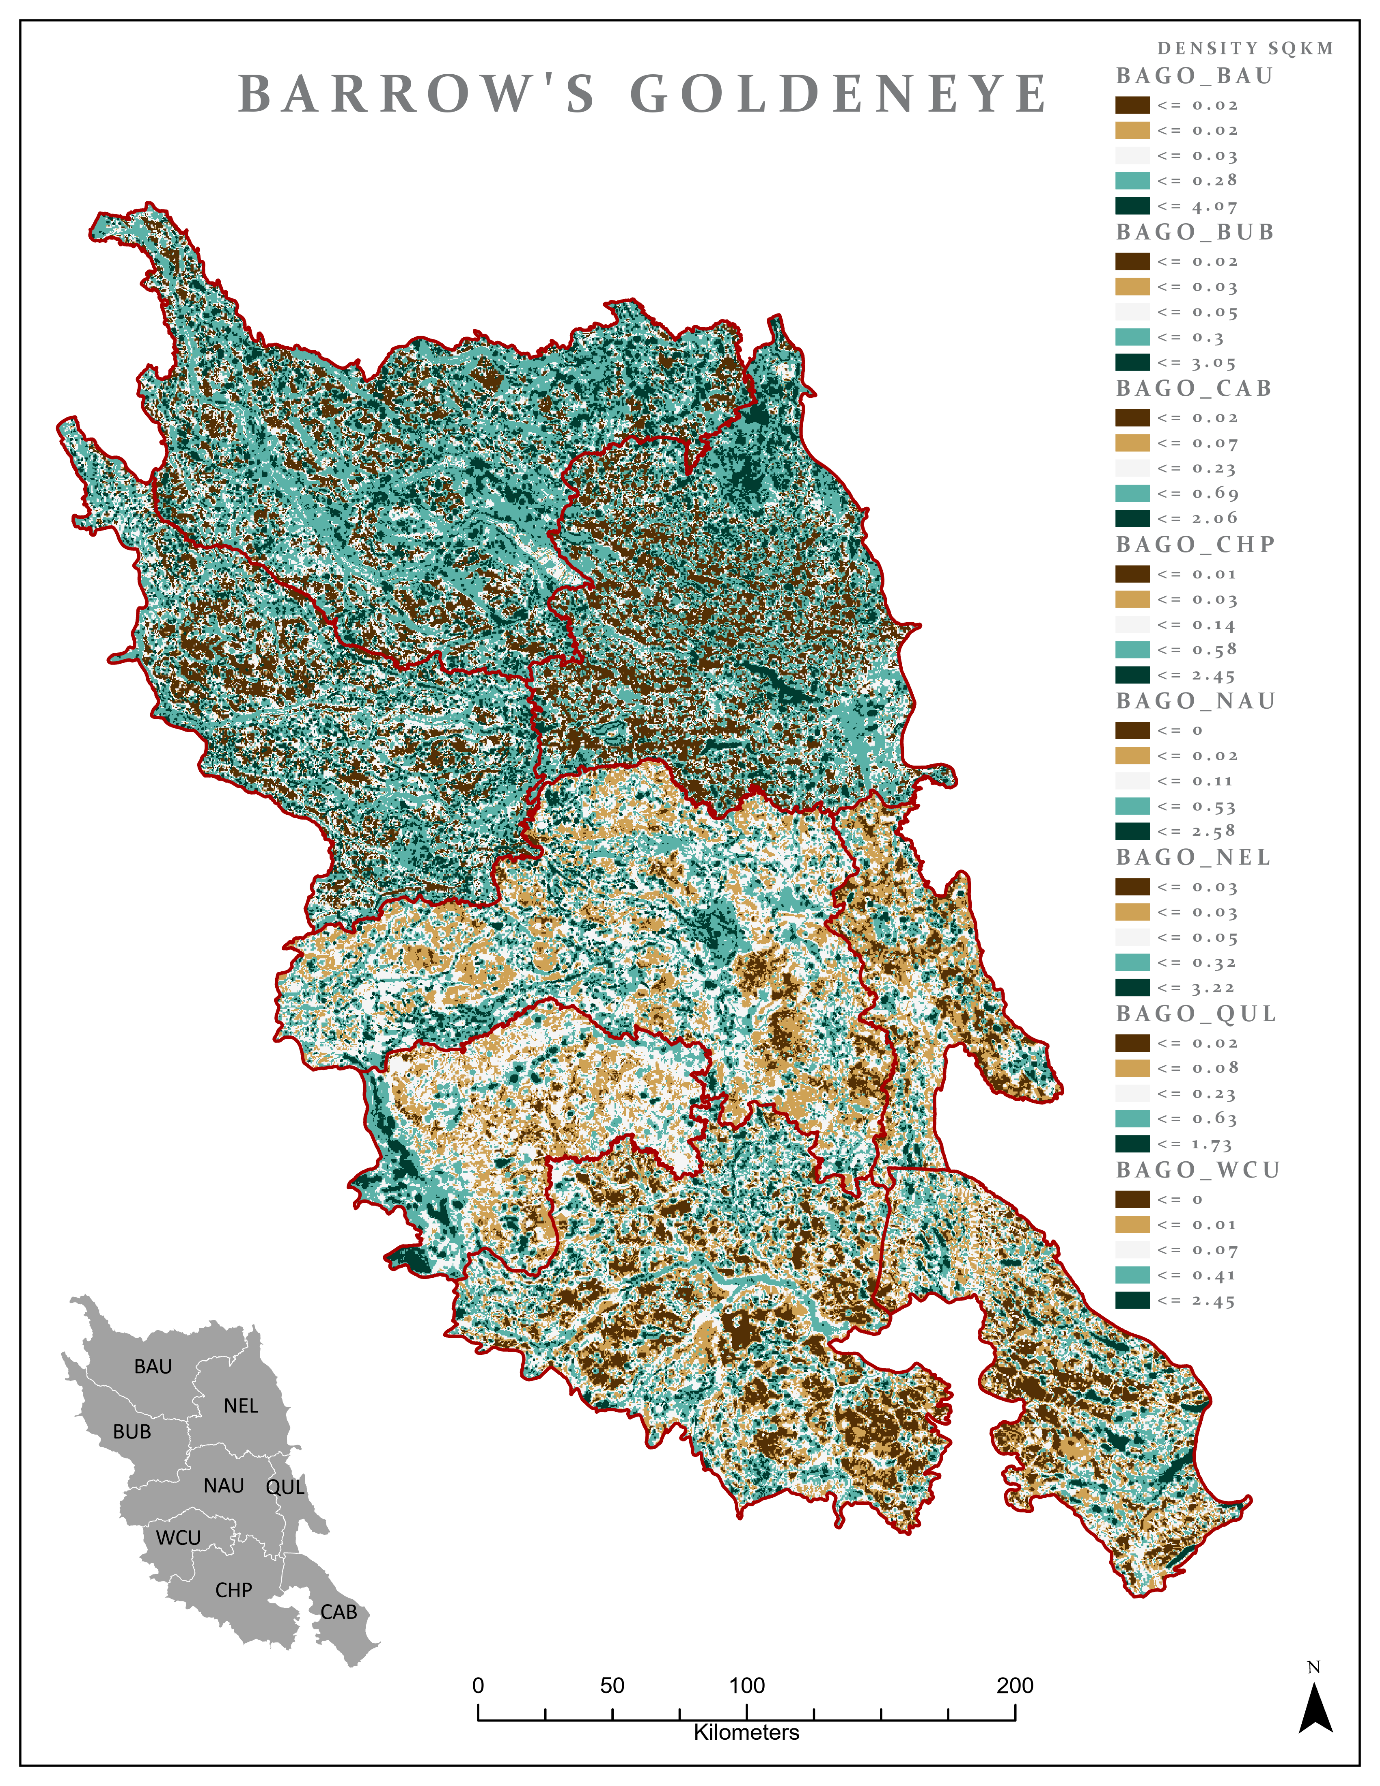 DENSITY SQKM
BARROW'S GOLDENEYE
BAGO_BAU
<= 0.02
<= 0.02
<= 0.03
<= 0.28
<= 4.07
BAGO_BUB
<= 0.02
<= 0.03
<= 0.05
<= 0.3
<= 3.05
BAGO_CAB
<= 0.02
<= 0.07
<= 0.23
<= 0.69
<= 2.06
BAGO_CHP
<= 0.01
<= 0.03
<= 0.14
<= 0.58
<= 2.45
BAGO_NAU
<= 0
<= 0.02
<= 0.11
<= 0.53
<= 2.58
BAGO_NEL
<= 0.03
<= 0.03
<= 0.05
<= 0.32
<= 3.22
BAGO_QUL
<= 0.02
<= 0.08
<= 0.23
<= 0.63
<= 1.73
BAGO_WCU
<= 0
<= 0.01
<= 0.07
<= 0.41
<= 2.45
BAU
NEL
BUB
NAU
QUL
WCU
CHP
CAB
0 50 100 200
Kilometers
N